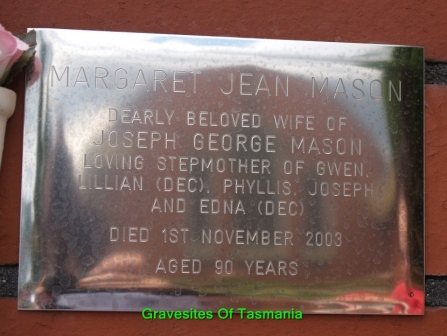 MARGARET JEAN MASON
DEARLY BELOVED WIFE OF
JOSEPH GEORGE MASON
LOVING STEPMOTHER OF GWEN,
LILLIAN (DEC), PHYLLIS, JOSEPH
AND EDNA (DEC)
DIED 1ST NOVEMBER 2003
AGED 90 YEARS
Gravesites Of Tasmania